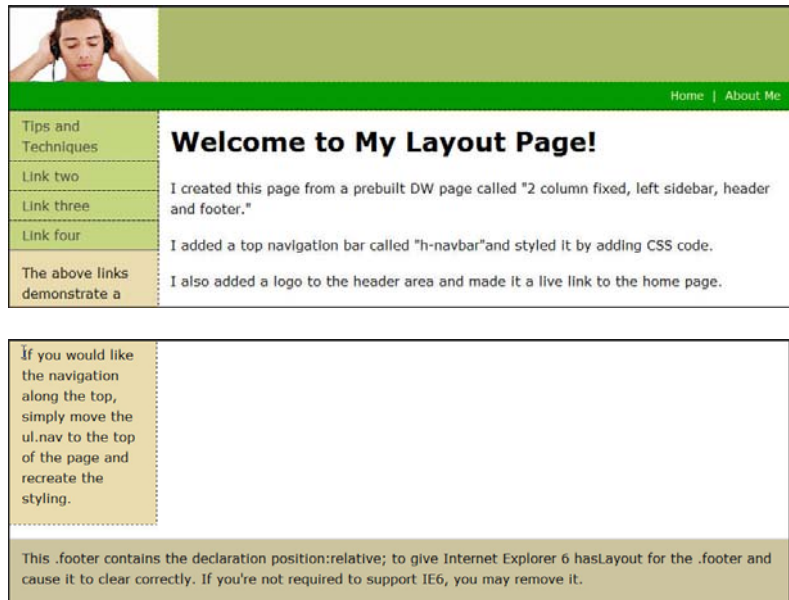 Home | About Me
Tips and
Techniques
Link two
Link three
Link four
The above links
demonstrate a
Welcome to My Layout Page!
I created this page from a prebuilt DW page called "2 column fixed, left sidebar, header
and footer."
I added a top navigation bar called "h-navbar"and styled it by adding CSS code.
I also added a logo to the header area and made it a live link to the home page.
If you would like
the navigation
along the top,
simply move the
ul.nav to the top
of the page and
recreate the
styling.
This .footer contains the declaration position:relative; to give Internet Explorer 6 hasLayout for the .footer and
cause it to clear correctly. If you're not required to support IE6, you may remove it.